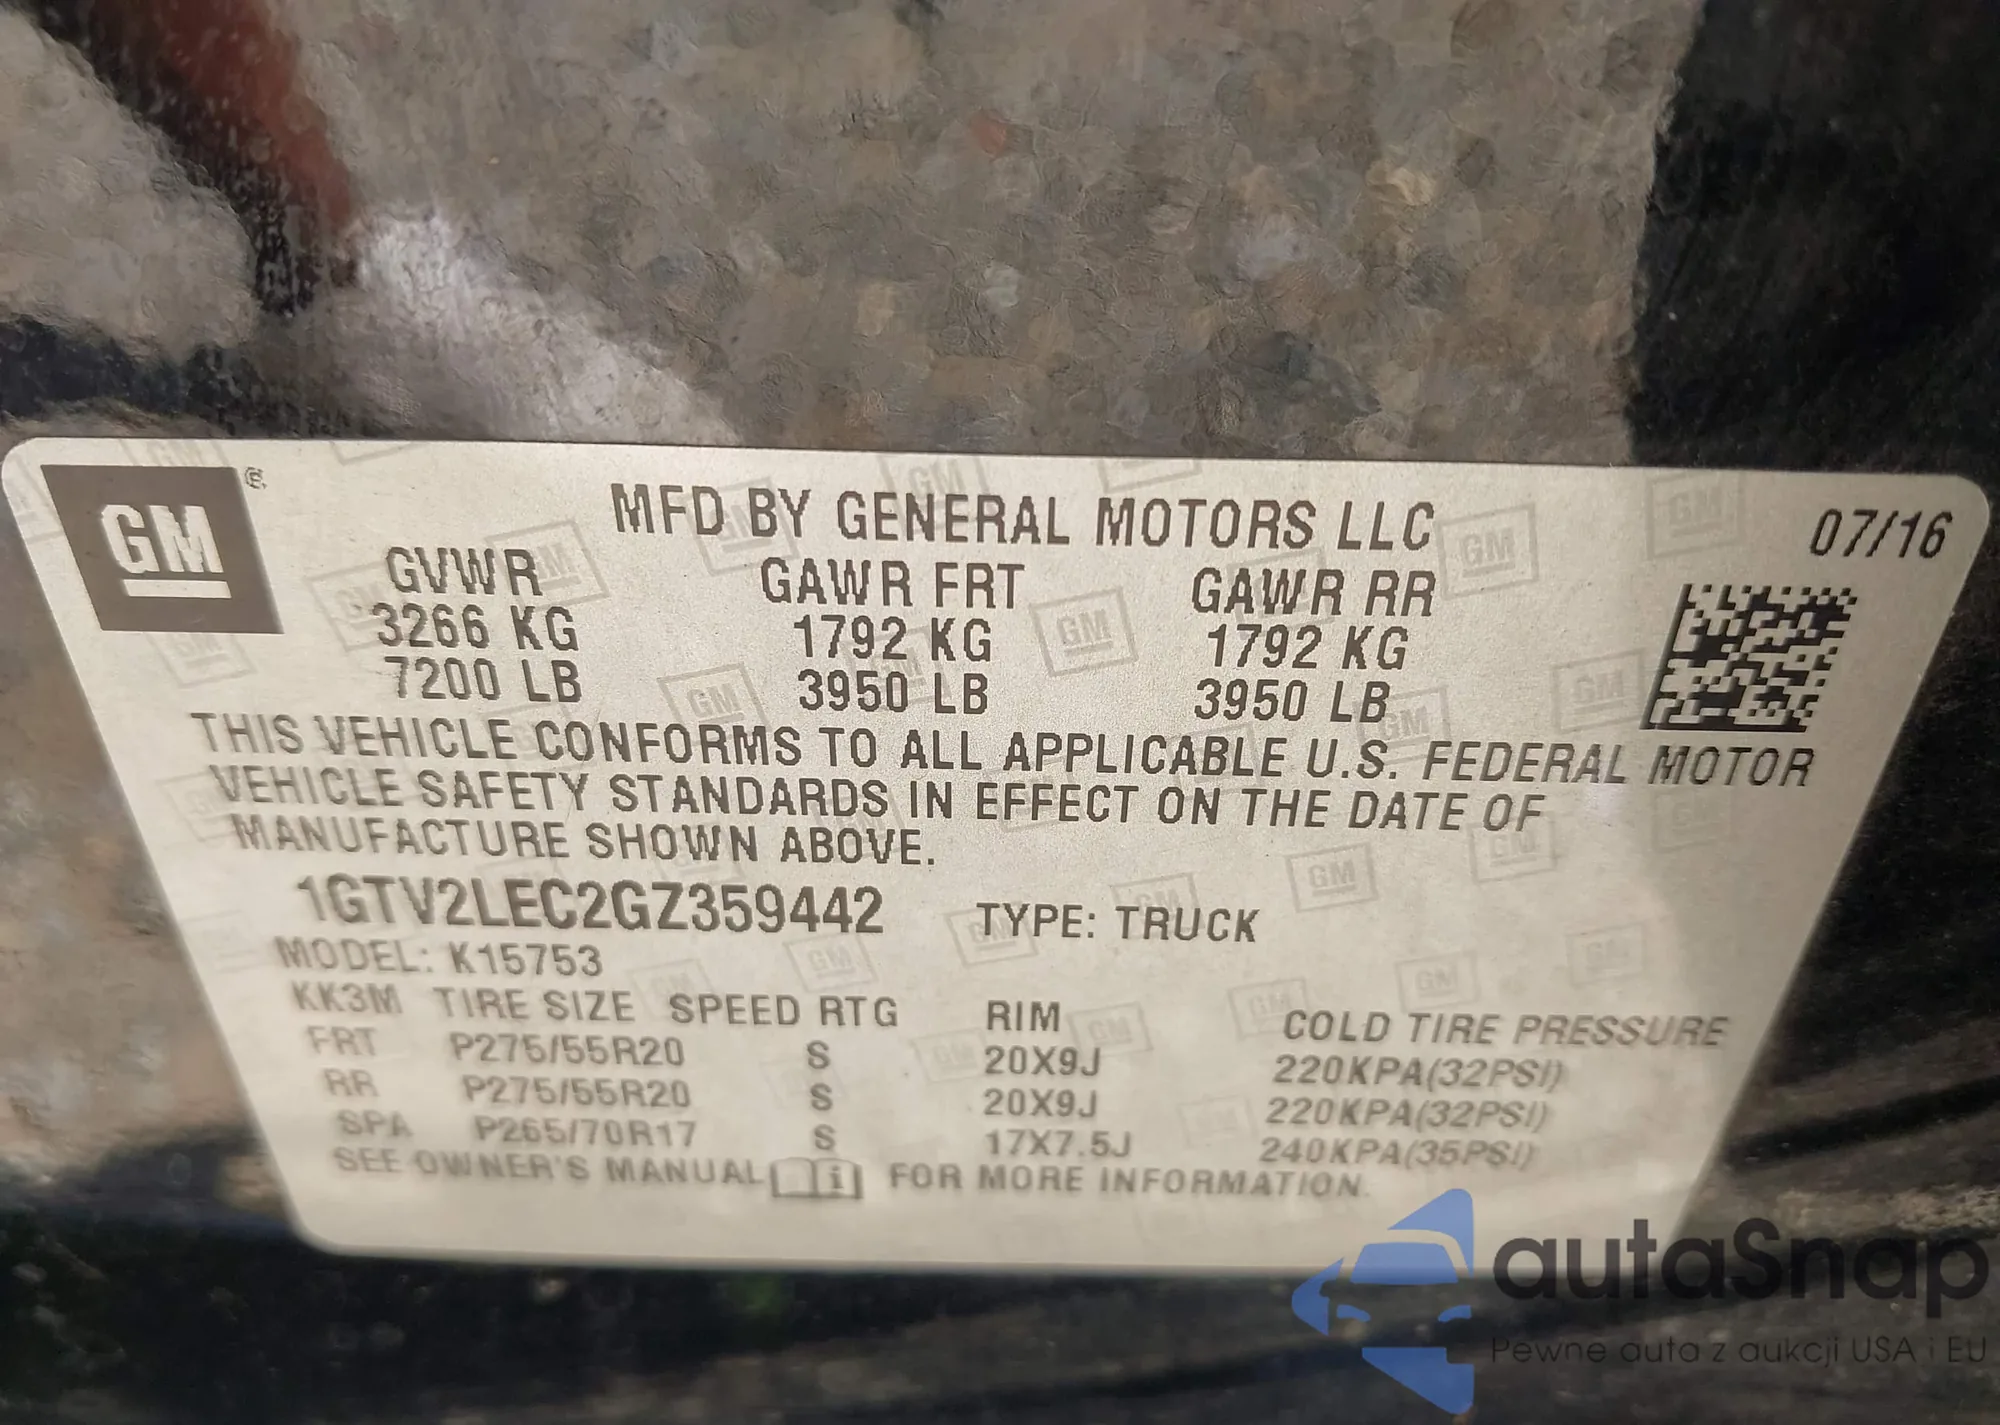 GM®
MFD BY GENERAL MOTORS LLC
07/16
GVWR GAWR FRT GAWR RR
3266 KG 1792 KG 1792 KG
7200 LB 3950 LB 3950 LB
THIS VEHICLE CONFORMS TO ALL APPLICABLE U.S. FEDERAL MOTOR
VEHICLE SAFETY STANDARDS IN EFFECT ON THE DATE OF
MANUFACTURE SHOWN ABOVE.
1GTV2LEC2GZ359442 TYPE: TRUCK
MODEL: K15753
KK3M TIRE SIZE SPEED RTG RIM COLD TIRE PRESSURE
FRT P275/55R20 S 20X9J 220KPA(32PSI)
RR P275/55R20 S 20X9J 220KPA(32PSI)
SPA P265/70R17 S 17X7.5J 240KPA(35PSI)
SEE OWNER'S MANUAL i FOR MORE INFORMATION.
autaSnap
Pewne auta z aukcji USA i EU